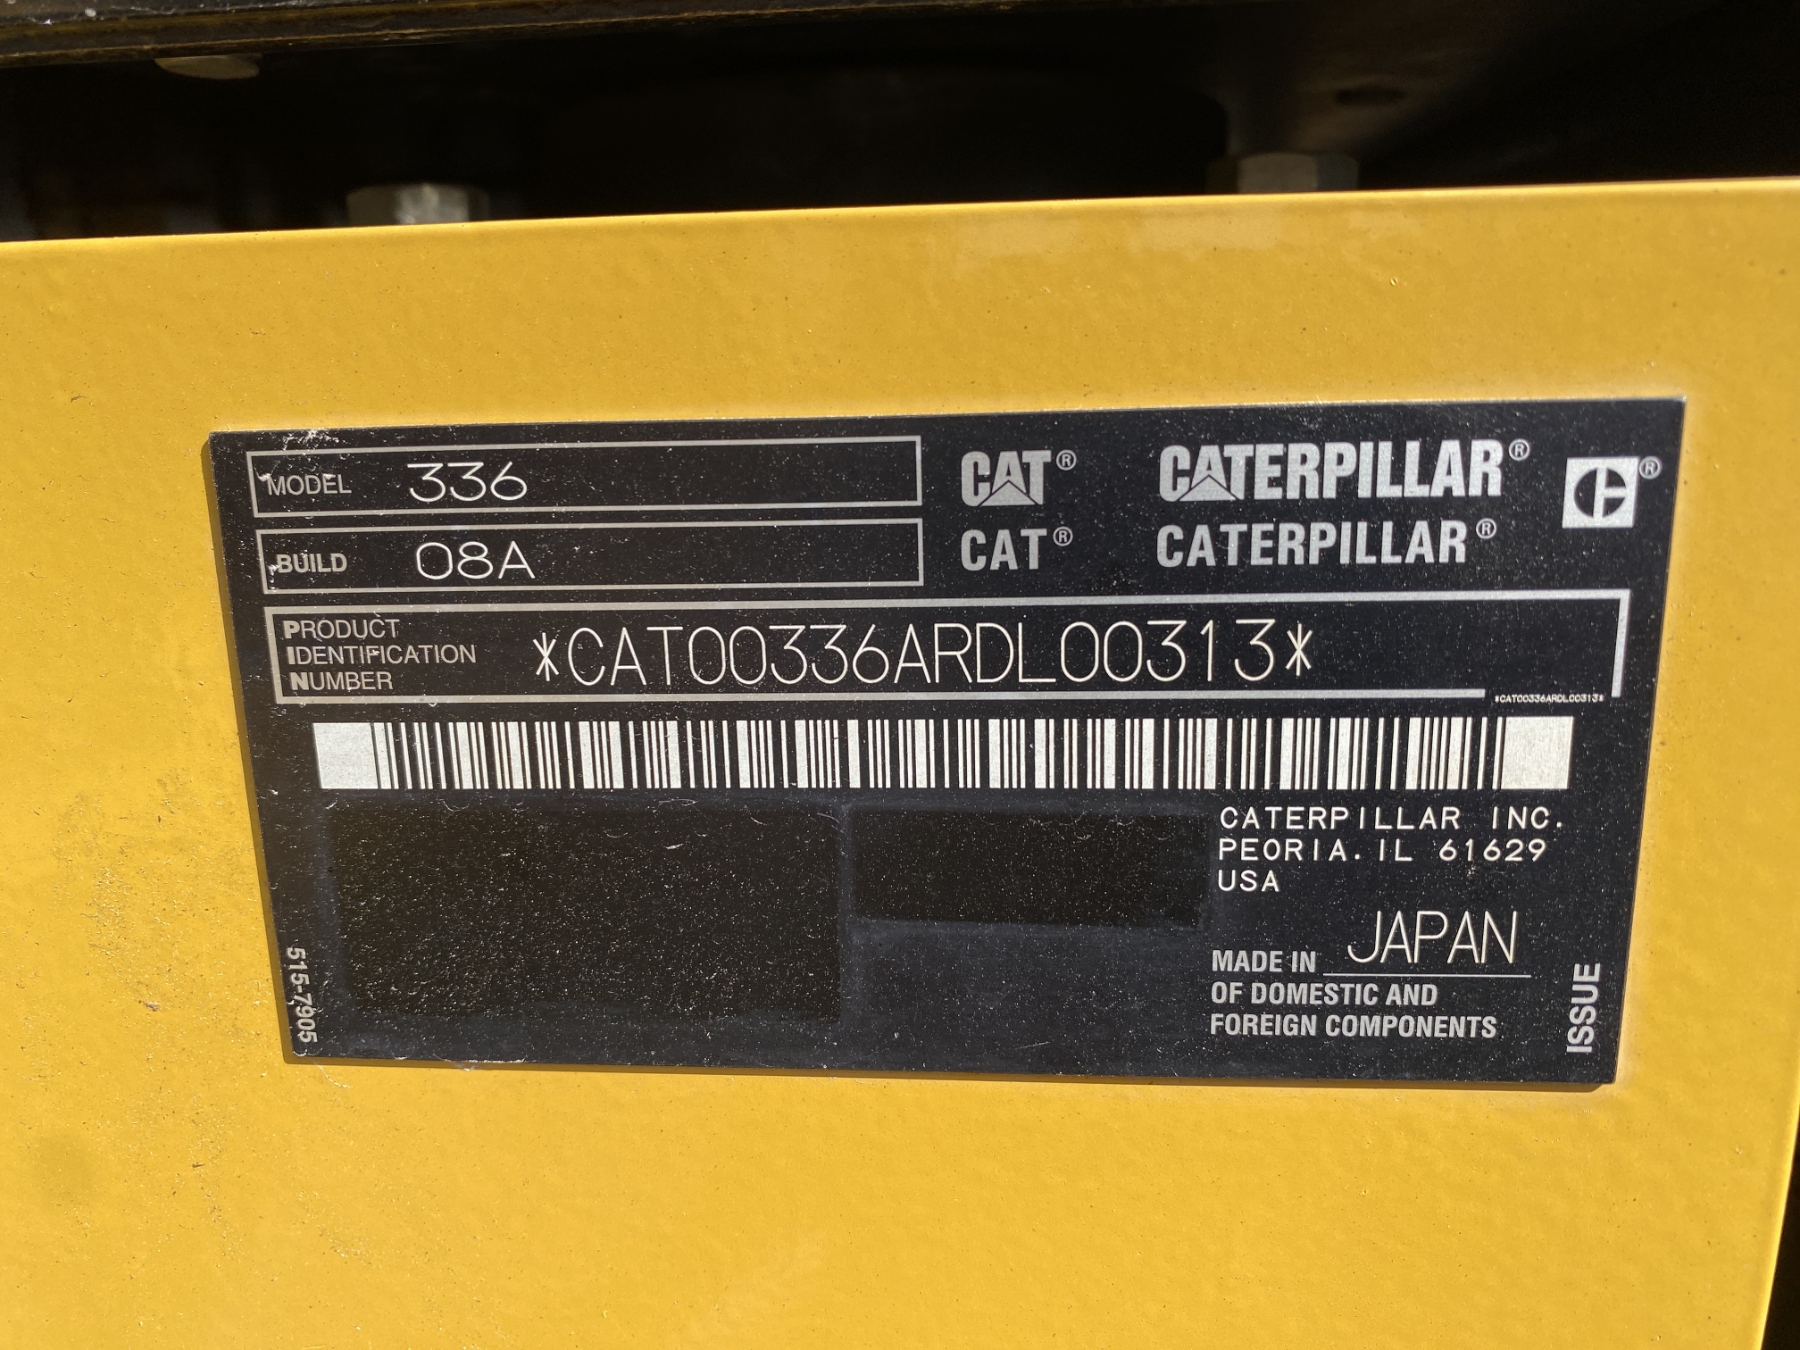 MODEL 336
CAT® CATERPILLAR® C®
BUILD 08A
CAT® CATERPILLAR®
PRODUCT
IDENTIFICATION
NUMBER
*CAT00336ARDL00313*
*CAT00336ARDL00313*
CATERPILLAR INC.
PEORIA. IL 61629
USA
MADE IN JAPAN
OF DOMESTIC AND
FOREIGN COMPONENTS
515-7905
ISSUE